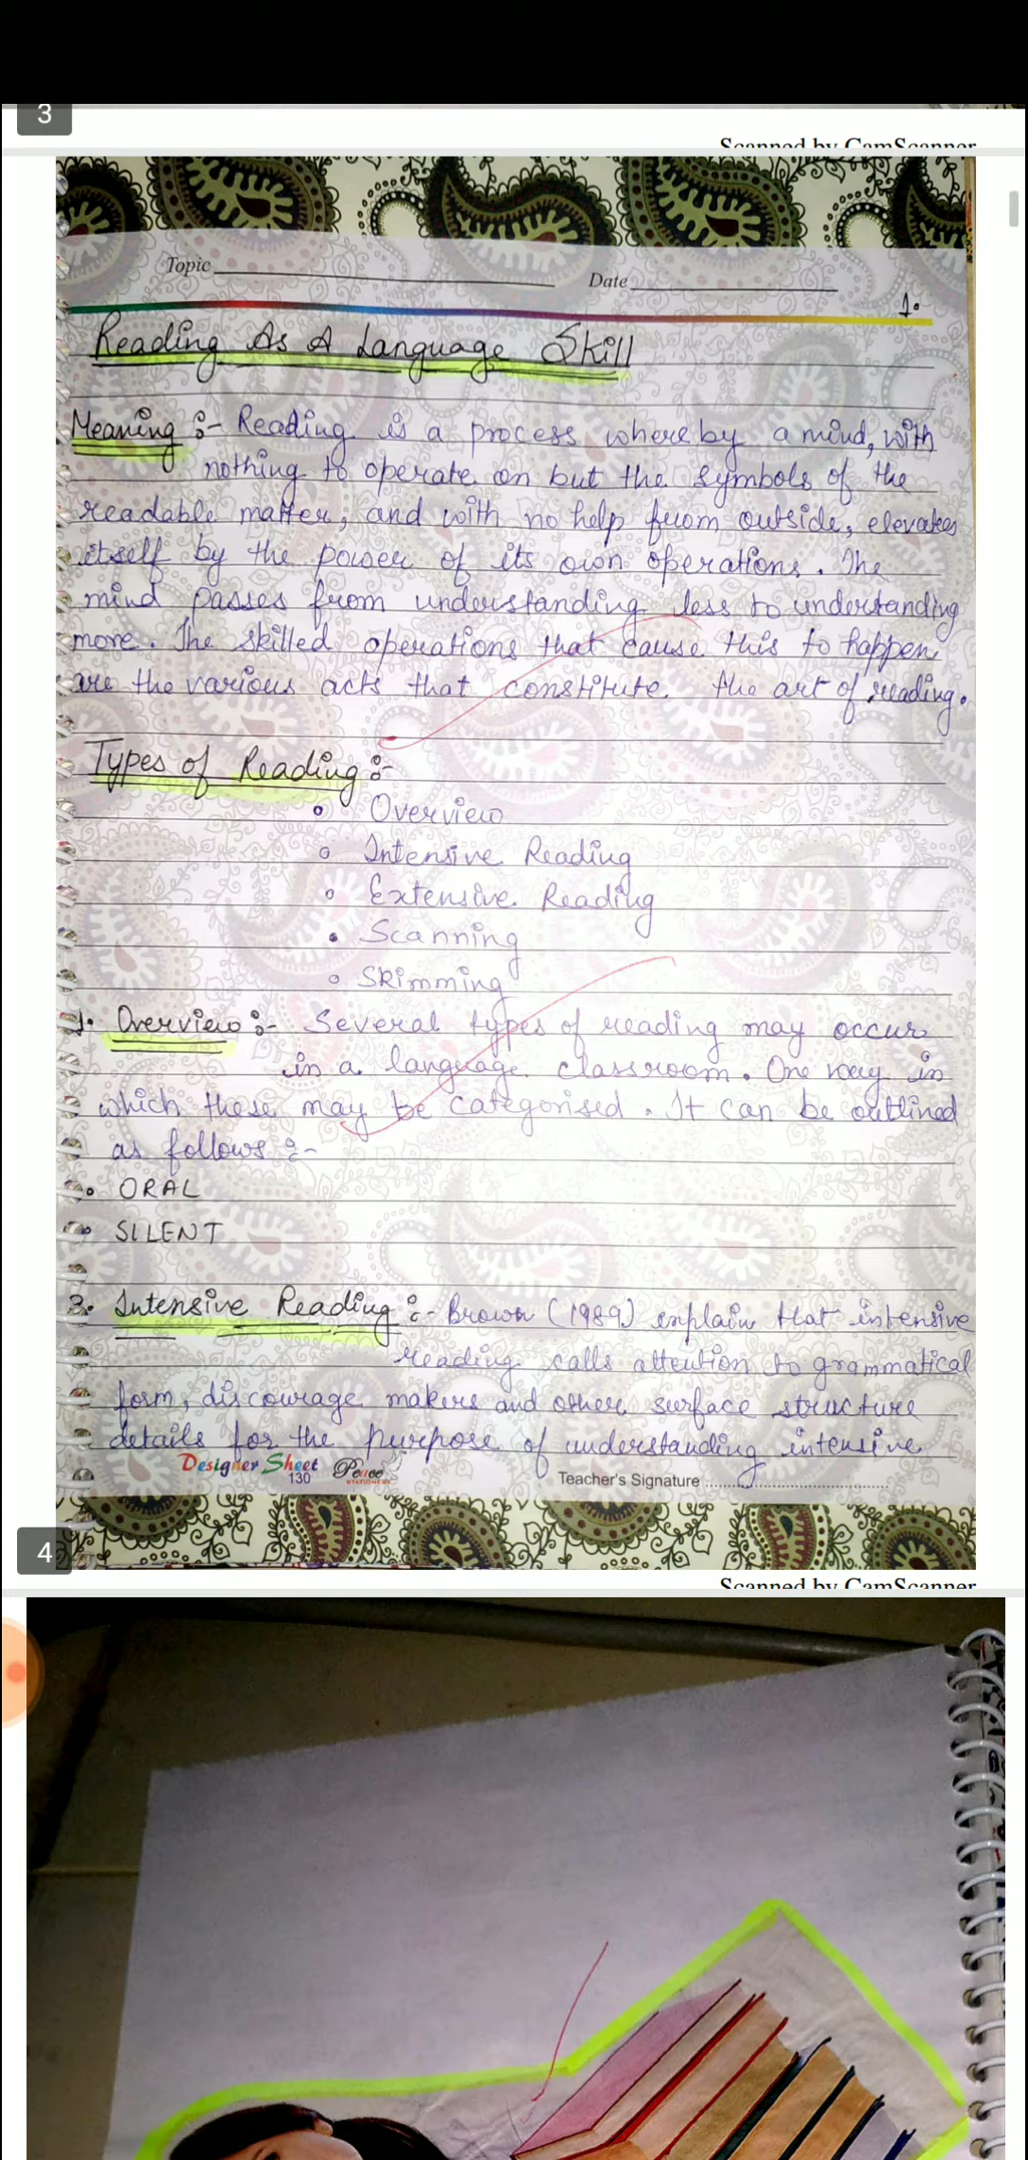 3
Scanned by CamScanner
Topic
Date
1.
Reading As A Language Skill
Meaning :- Reading is a process whereby a mind, with
nothing to operate on but the symbols of the
readable matter, and with no help from outside, elevates
itself by the power of its own operations. The
mind passes from understanding less to understanding
more. The skilled operations that cause this to happen
are the various acts that constitute the art of reading.
Types of Reading :-
Overview
Intensive Reading
Extensive Reading
Scanning
Skimming
1. Overview :- Several types of reading may occur
in a language classroom. One way in
which these may be categorised. It can be outlined
as follows :-
ORAL
SILENT
2. Intensive Reading :- Brown (1989) explain that intensive
reading calls attention to grammatical
form, discourage makers and other surface structure
details for the purpose of understanding intensive
Designer Sheet
130
Peace
STATIONERY
Teacher's Signature
4
Scanned by CamScanner